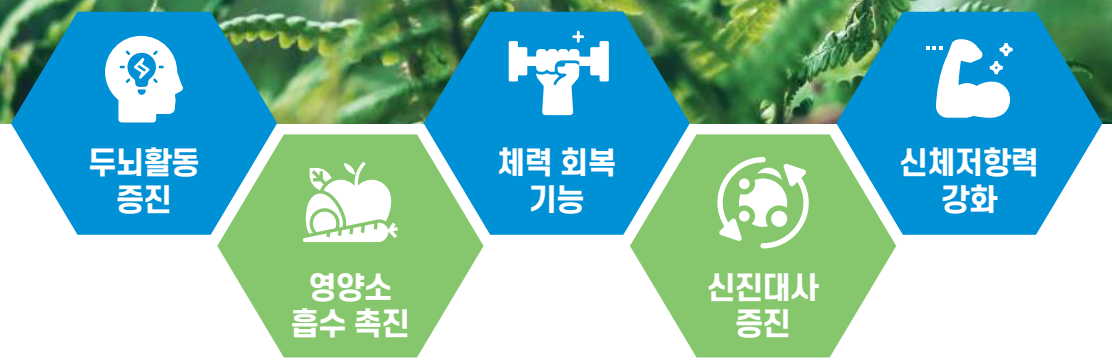 두뇌활동
증진
영양소
흡수 촉진
체력 회복
기능
신진대사
증진
신체저항력
강화